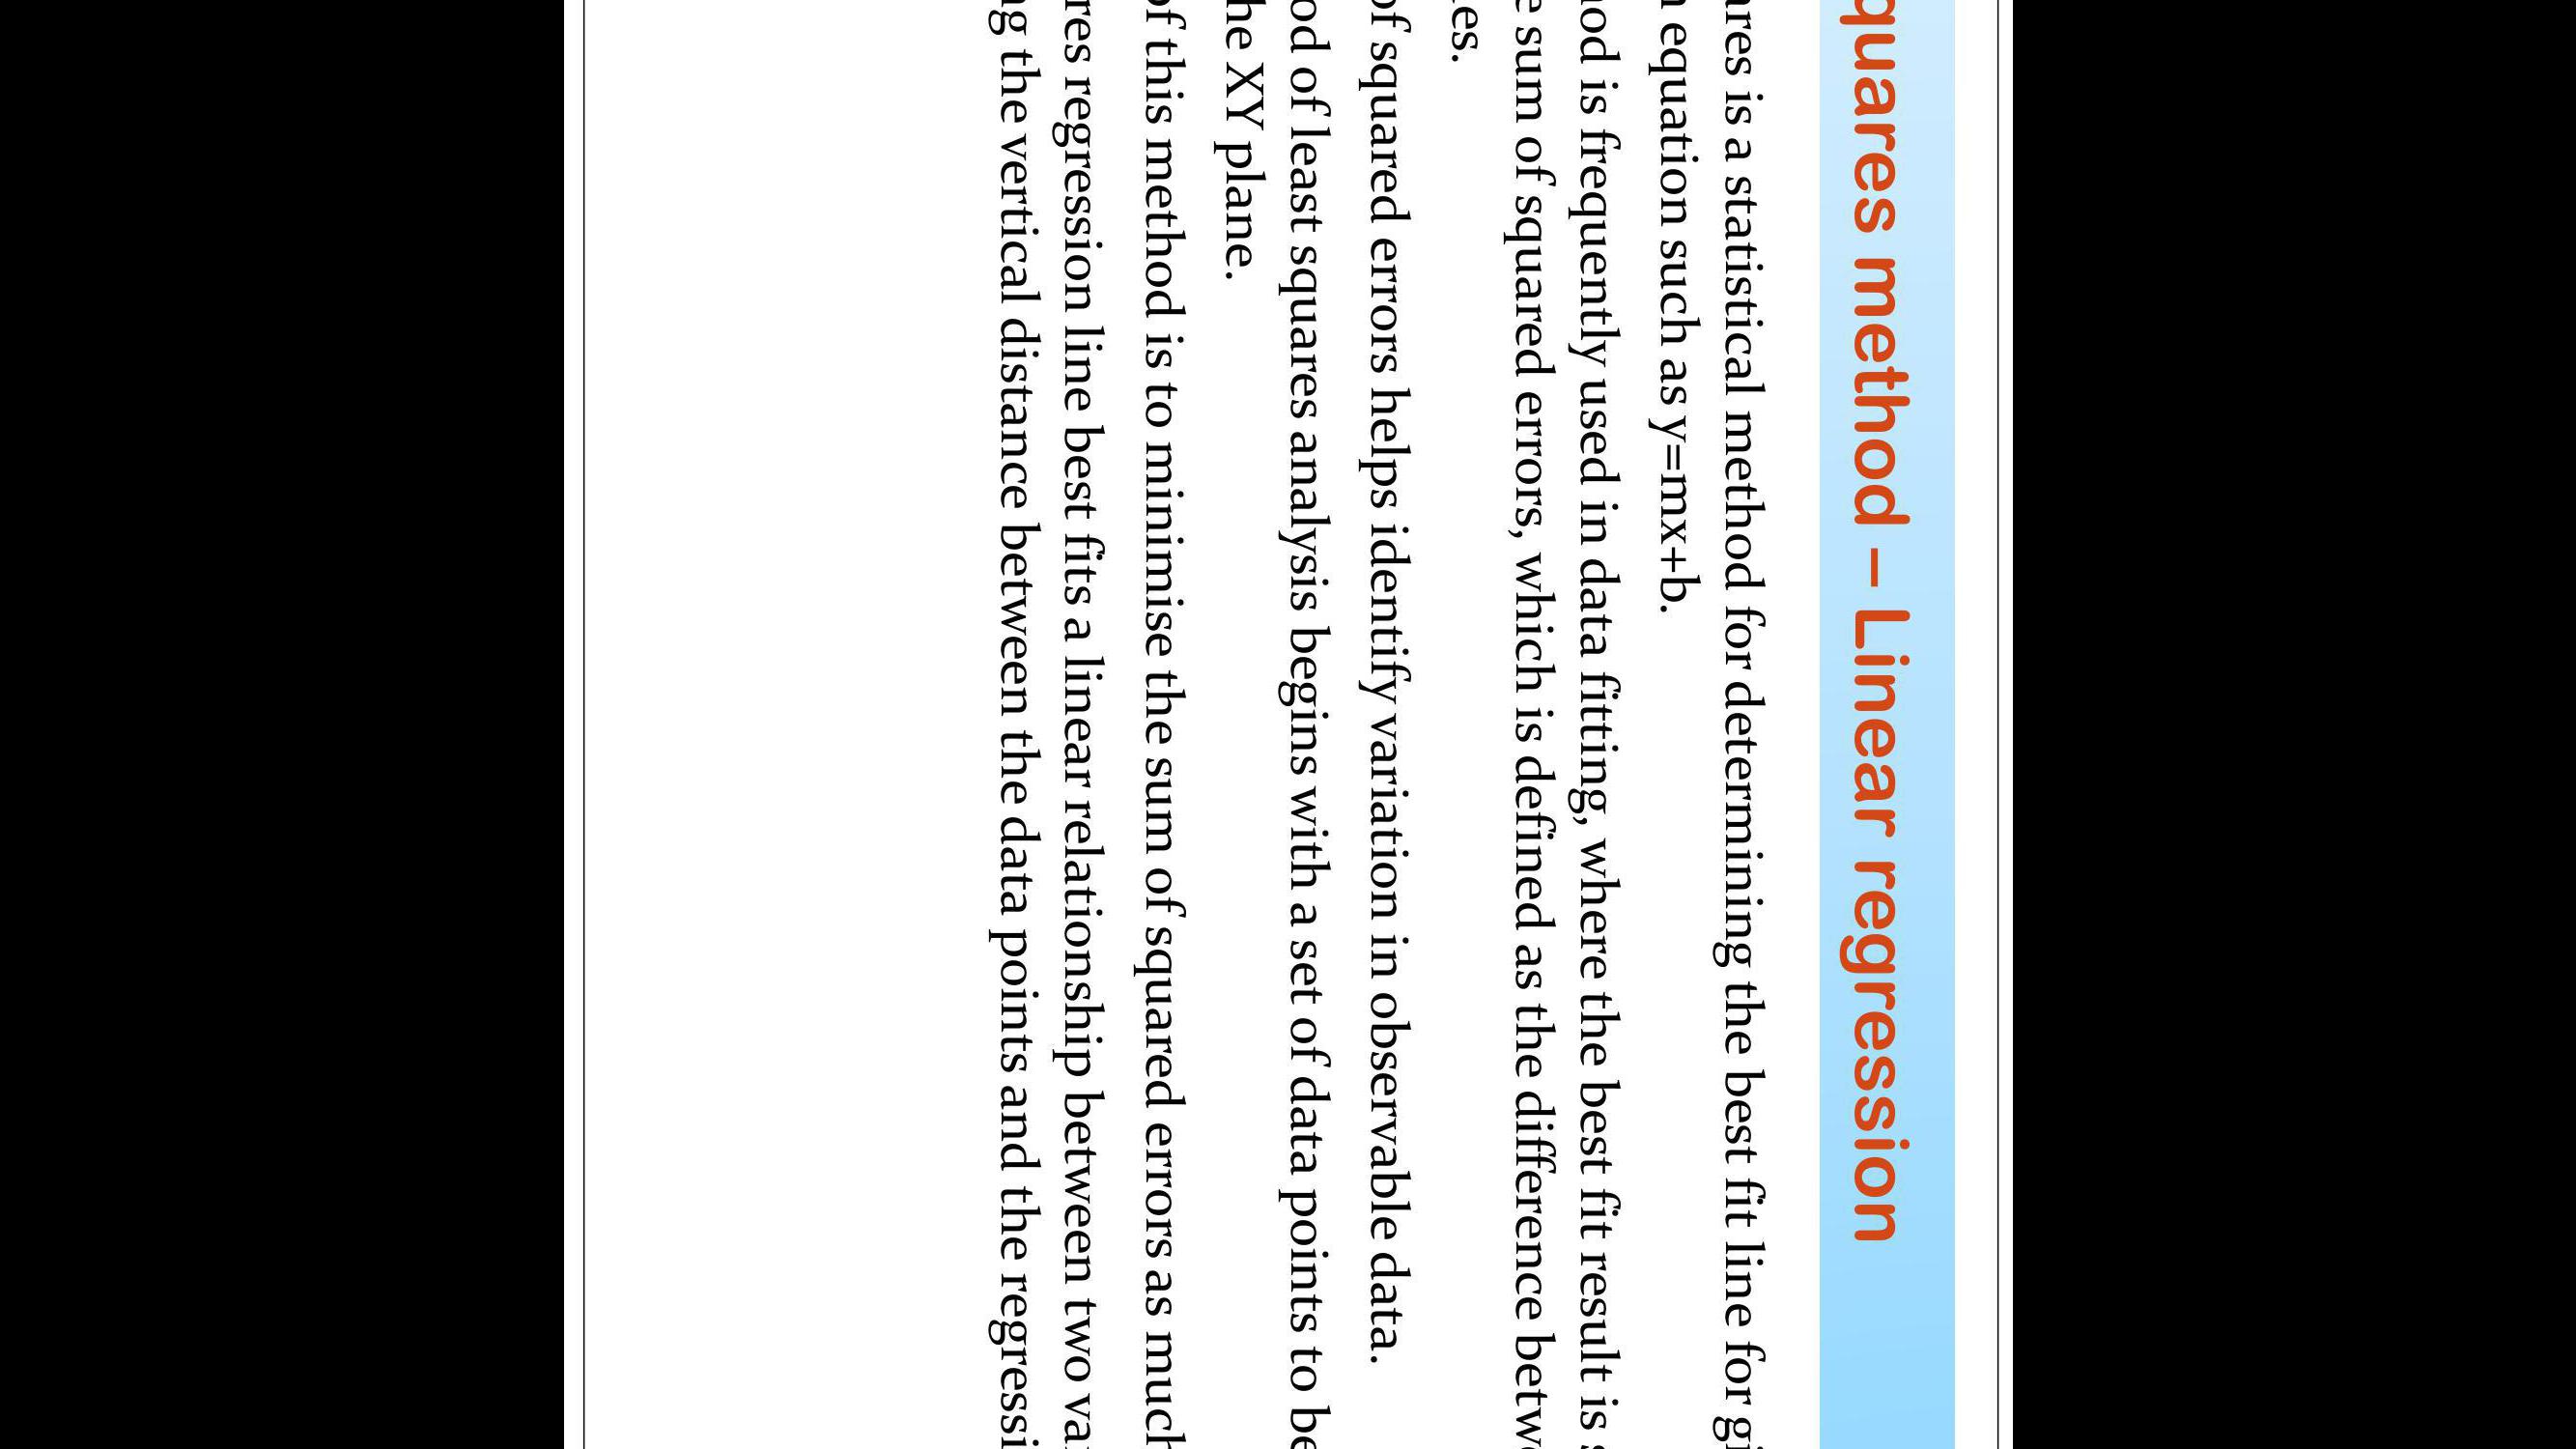 quares method – Linear regression
ares is a statistical method for determining the best fit line for gi
equation such as y=mx+b.
od is frequently used in data fitting, where the best fit result is
e sum of squared errors, which is defined as the difference betw
es.
of squared errors helps identify variation in observable data.
od of least squares analysis begins with a set of data points to be
he XY plane.
of this method is to minimise the sum of squared errors as much
res regression line best fits a linear relationship between two va
ng the vertical distance between the data points and the regressi